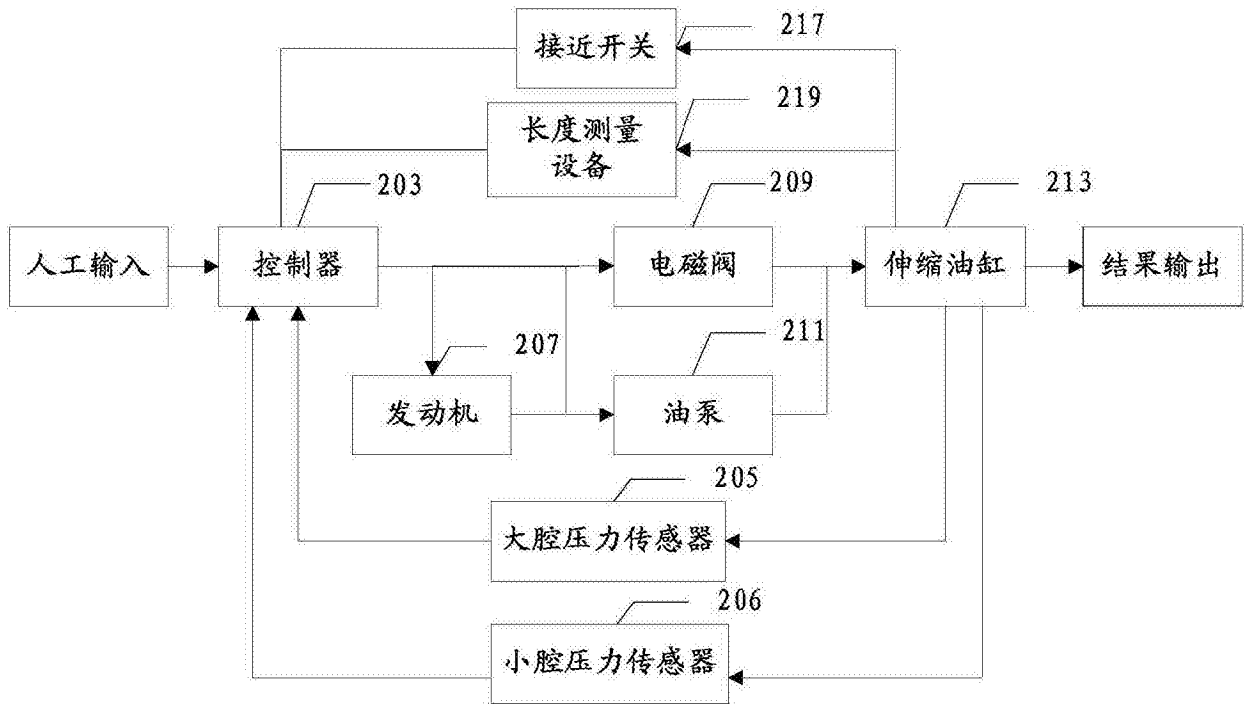 接近开关
217
长度测量
设备
219
203
209
213
人工输入
控制器
电磁阀
伸缩油缸
结果输出
207
211
发动机
油泵
205
大腔压力传感器
206
小腔压力传感器